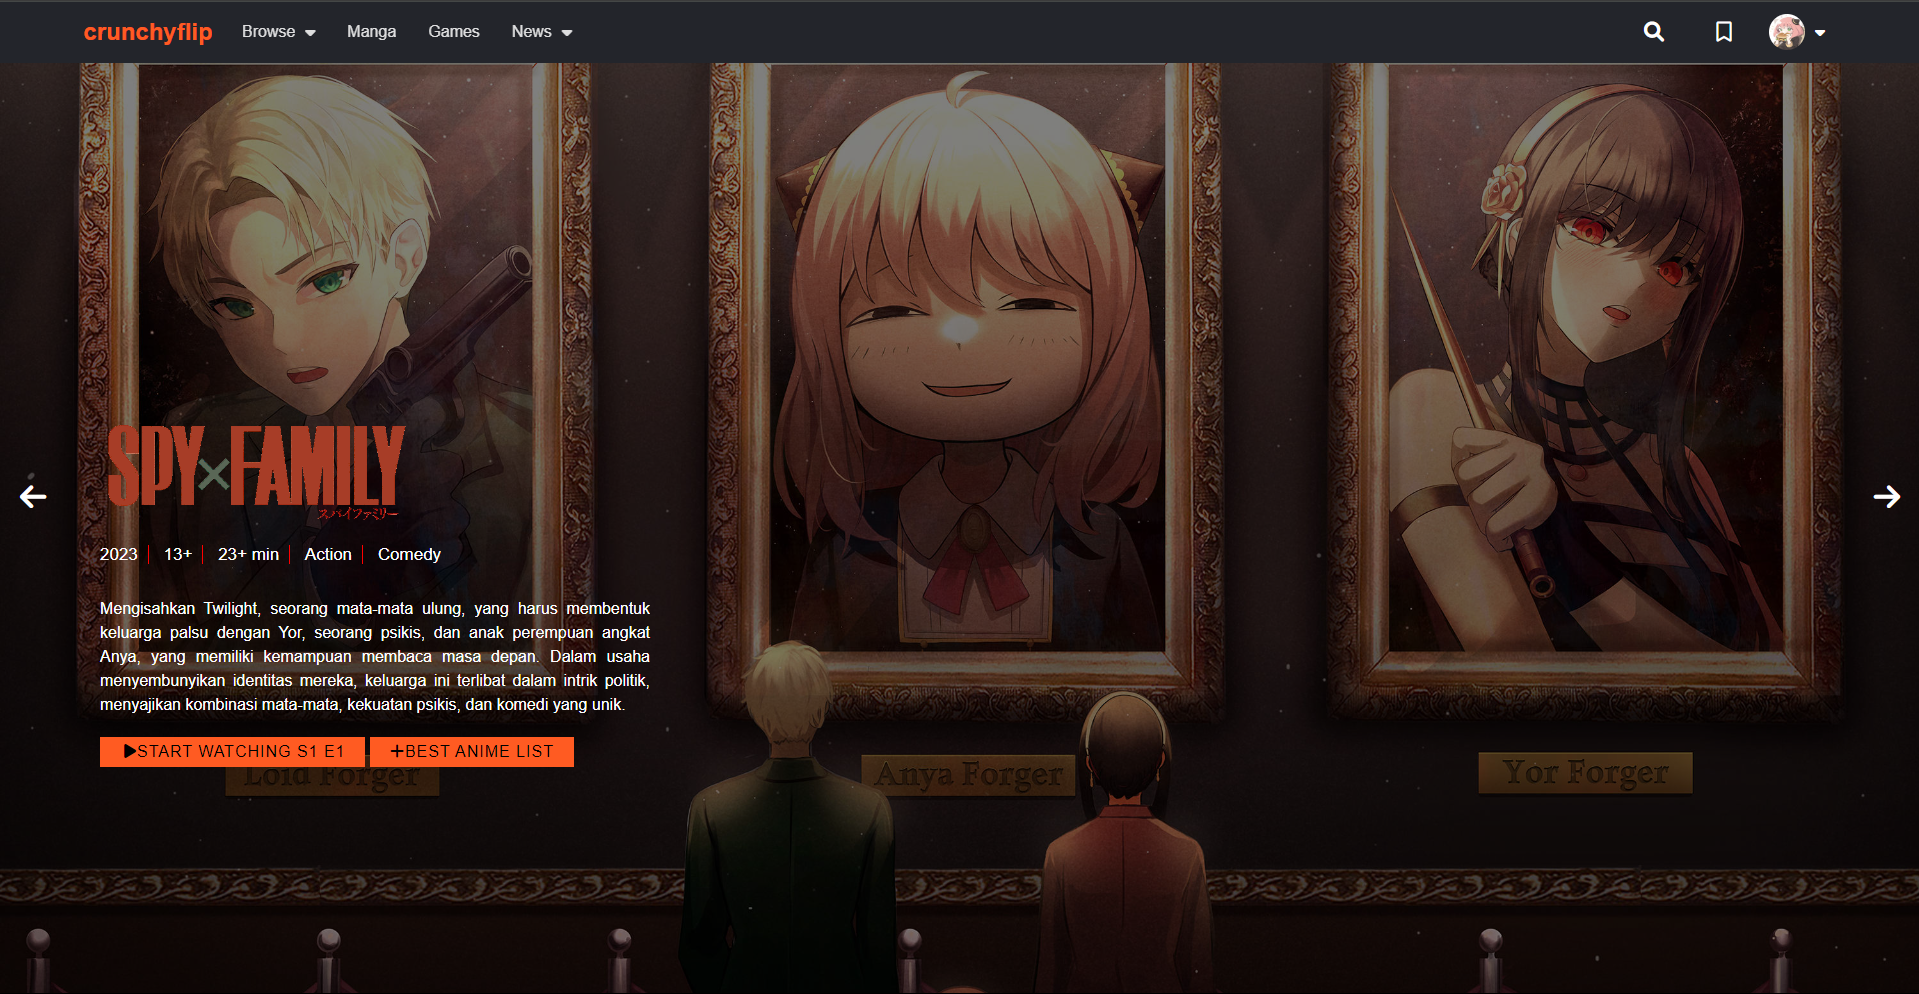 crunchyflip Browse Manga Games News
SPY×FAMILY
スパイファミリー
2023 13+ 23+ min Action Comedy
Mengisahkan Twilight, seorang mata-mata ulung, yang harus membentuk
keluarga palsu dengan Yor, seorang psikis, dan anak perempuan angkat
Anya, yang memiliki kemampuan membaca masa depan. Dalam usaha
menyembunyikan identitas mereka, keluarga ini terlibat dalam intrik politik,
menyajikan kombinasi mata-mata, kekuatan psikis, dan komedi yang unik.
START WATCHING S1 E1 +BEST ANIME LIST
Loid Forger Anya Forger Yor Forger